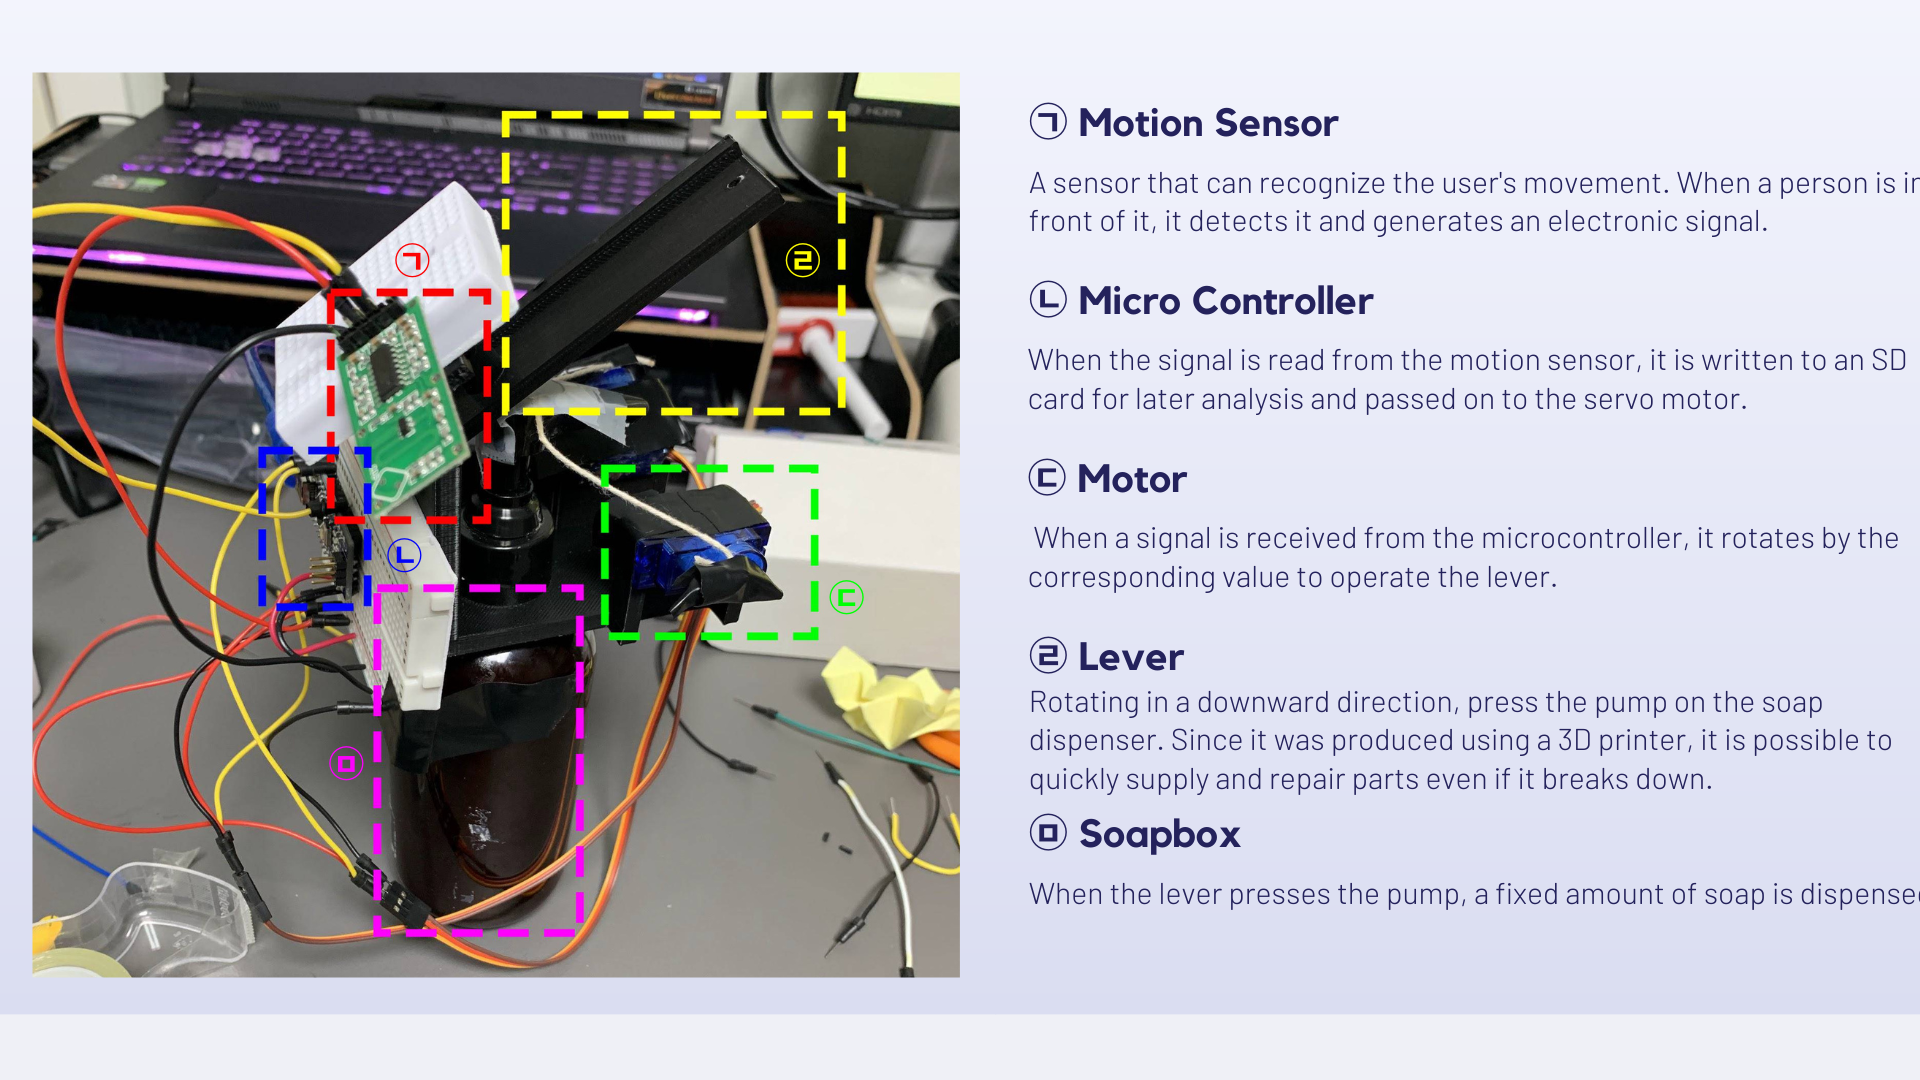 ㉠
㉣
㉡
㉢
㉤
㉠ Motion Sensor
A sensor that can recognize the user's movement. When a person is in
front of it, it detects it and generates an electronic signal.
㉡ Micro Controller
When the signal is read from the motion sensor, it is written to an SD
card for later analysis and passed on to the servo motor.
㉢ Motor
When a signal is received from the microcontroller, it rotates by the
corresponding value to operate the lever.
㉣ Lever
Rotating in a downward direction, press the pump on the soap
dispenser. Since it was produced using a 3D printer, it is possible to
quickly supply and repair parts even if it breaks down.
㉤ Soapbox
When the lever presses the pump, a fixed amount of soap is dispensed